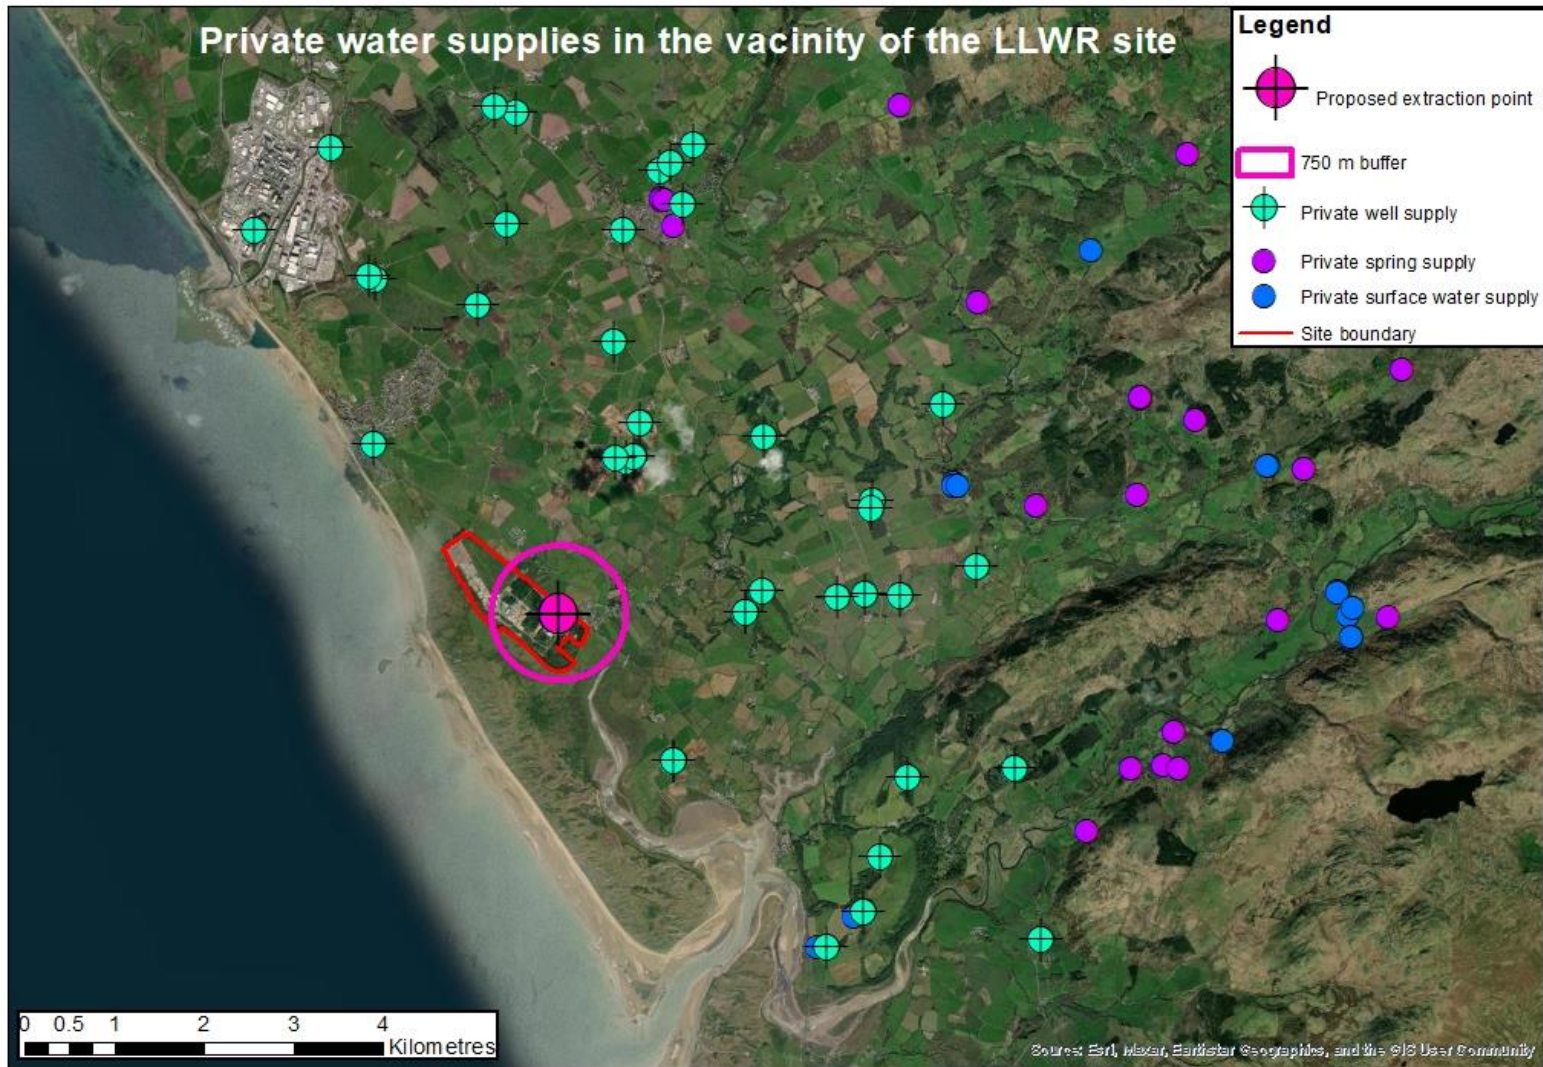 Private water supplies in the vacinity of the LLWR site
Legend
Proposed extraction point
750 m buffer
Private well supply
Private spring supply
Private surface water supply
Site boundary
0 0.5 1 2 3 4
Kilometres
Source: Esri, Maxar, Earthstar Geographics, and the GIS User Community